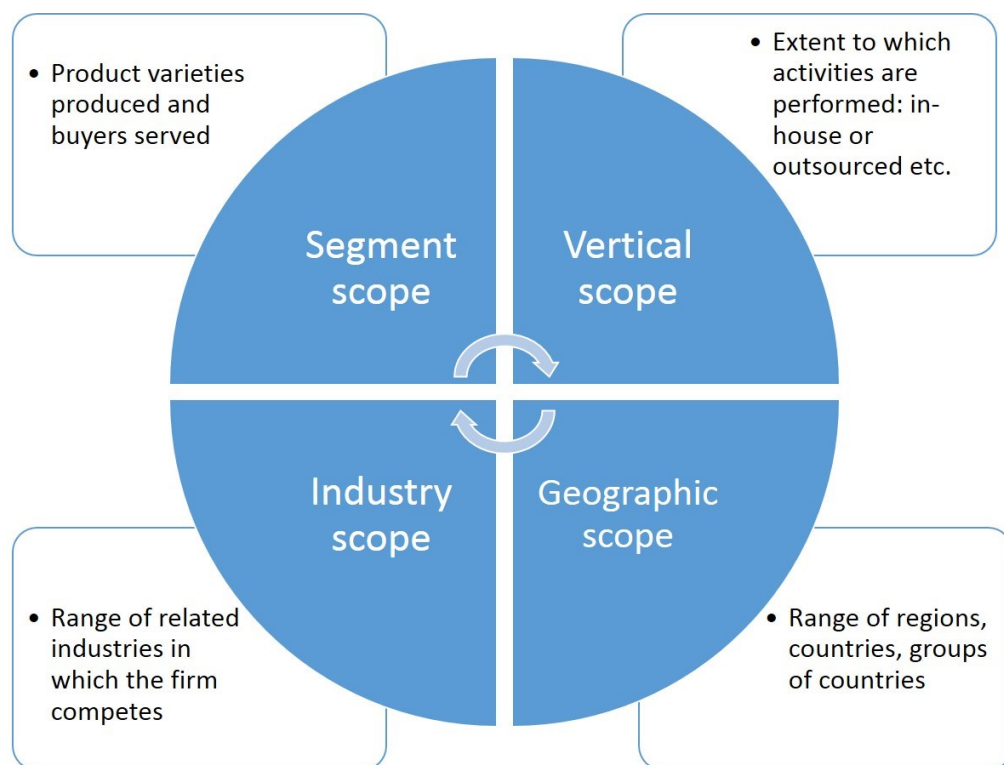 • Product varieties
produced and
buyers served
• Extent to which
activities are
performed: in-
house or
outsourced etc.
Segment
scope
Vertical
scope
Industry
scope
Geographic
scope
• Range of related
industries in
which the firm
competes
• Range of regions,
countries, groups
of countries